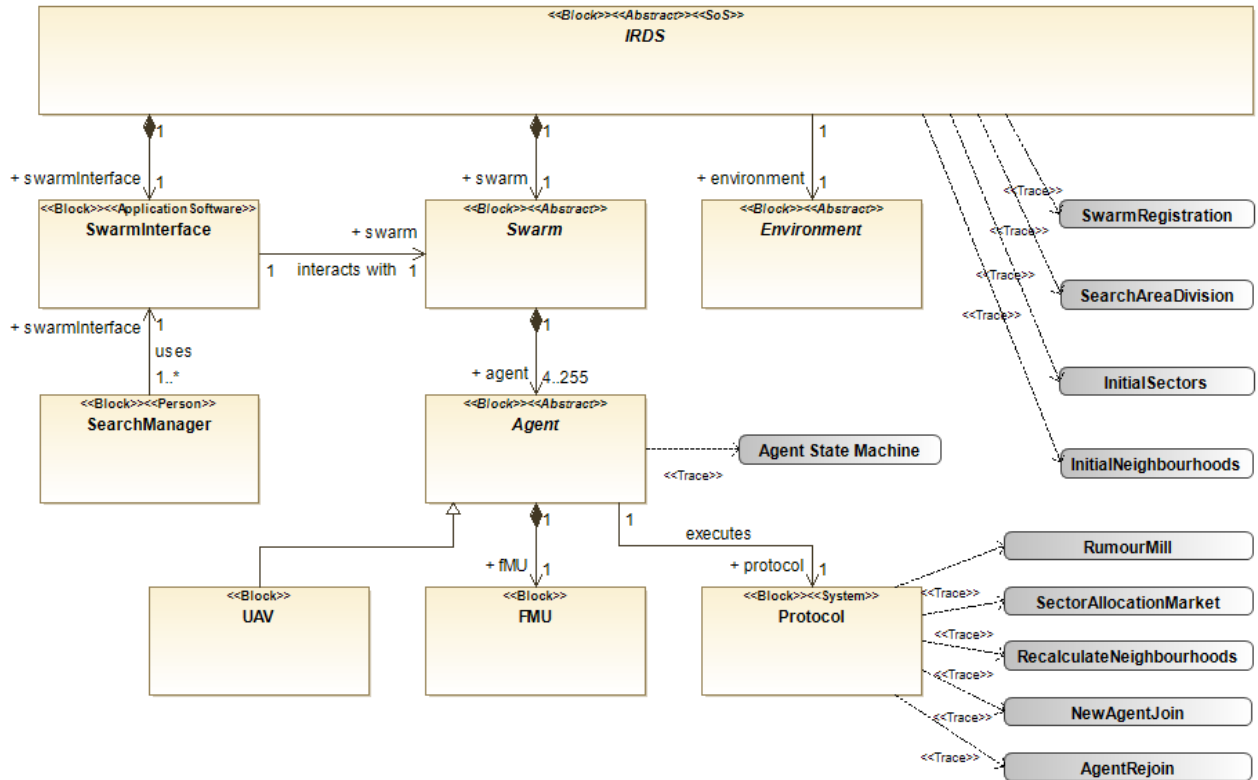 <<Block>><<Abstract>><<SoS>>
IRDS
1
1
1
+ swarmInterface
1
+ swarm
1
+ environment
1
<<Block>><<Application Software>>
SwarmInterface
<<Block>><<Abstract>>
Swarm
<<Block>><<Abstract>>
Environment
<<Trace>>
SwarmRegistration
+ swarm
1
interacts with
1
<<Trace>>
<<Trace>>
SearchAreaDivision
<<Trace>>
+ swarmInterface
1
uses
1..*
1
+ agent
4..255
InitialSectors
<<Block>><<Person>>
SearchManager
<<Block>><<Abstract>>
Agent
Agent State Machine
<<Trace>>
InitialNeighbourhoods
1
1
executes
+ fMU
1
+ protocol
1
RumourMill
<<Block>>
UAV
<<Block>>
FMU
<<Block>><<System>>
Protocol
<<Trace>>
SectorAllocationMarket
<<Trace>>
RecalculateNeighbourhoods
<<Trace>>
NewAgentJoin
<<Trace>>
<<Trace>>
AgentRejoin